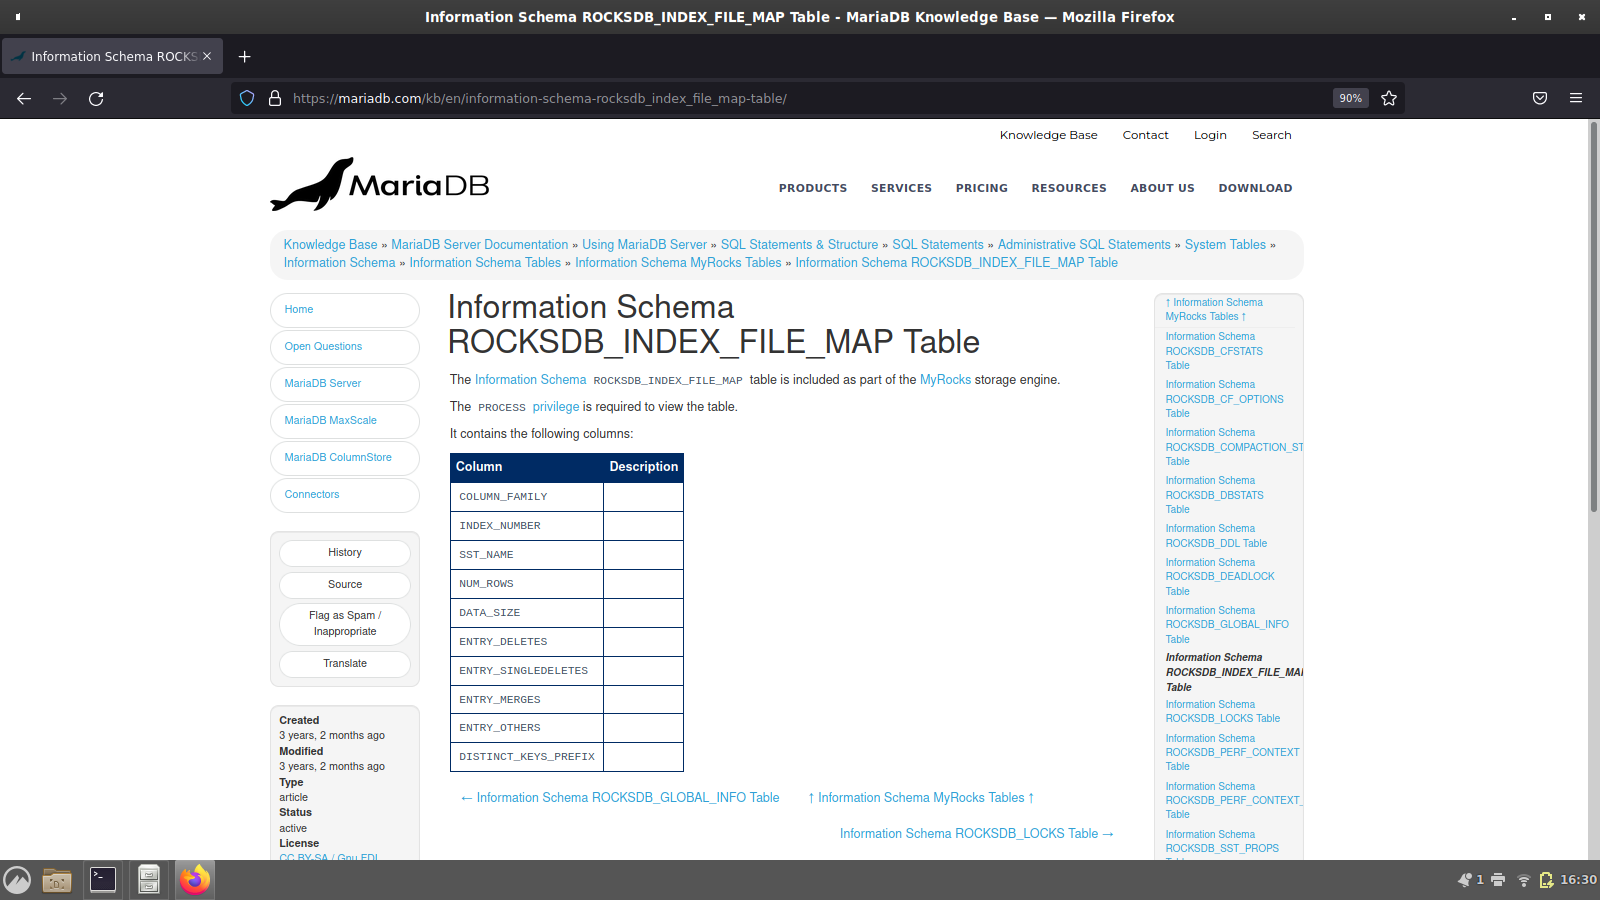 Information Schema ROCKSDB_INDEX_FILE_MAP Table - MariaDB Knowledge Base — Mozilla Firefox
Information Schema ROCKS
https://mariadb.com/kb/en/information-schema-rocksdb_index_file_map-table/
90%
Knowledge Base Contact Login Search
MariaDB
PRODUCTS SERVICES PRICING RESOURCES ABOUT US DOWNLOAD
Knowledge Base » MariaDB Server Documentation » Using MariaDB Server » SQL Statements & Structure » SQL Statements » Administrative SQL Statements » System Tables »
Information Schema » Information Schema Tables » Information Schema MyRocks Tables » Information Schema ROCKSDB_INDEX_FILE_MAP Table
Home
Open Questions
MariaDB Server
MariaDB MaxScale
MariaDB ColumnStore
Connectors
History
Source
Flag as Spam /
Inappropriate
Translate
Created
3 years, 2 months ago
Modified
3 years, 2 months ago
Type
article
Status
active
License
CC BY-SA / Gnu FDL
Information Schema
ROCKSDB_INDEX_FILE_MAP Table
The Information Schema ROCKSDB_INDEX_FILE_MAP table is included as part of the MyRocks storage engine.
The PROCESS privilege is required to view the table.
It contains the following columns:
Column Description
COLUMN_FAMILY
INDEX_NUMBER
SST_NAME
NUM_ROWS
DATA_SIZE
ENTRY_DELETES
ENTRY_SINGLEDELETES
ENTRY_MERGES
ENTRY_OTHERS
DISTINCT_KEYS_PREFIX
← Information Schema ROCKSDB_GLOBAL_INFO Table ↑ Information Schema MyRocks Tables ↑
Information Schema ROCKSDB_LOCKS Table →
↑ Information Schema
MyRocks Tables ↑
Information Schema
ROCKSDB_CFSTATS
Table
Information Schema
ROCKSDB_CF_OPTIONS
Table
Information Schema
ROCKSDB_COMPACTION_ST
Table
Information Schema
ROCKSDB_DBSTATS
Table
Information Schema
ROCKSDB_DDL Table
Information Schema
ROCKSDB_DEADLOCK
Table
Information Schema
ROCKSDB_GLOBAL_INFO
Table
Information Schema
ROCKSDB_INDEX_FILE_MAP
Table
Information Schema
ROCKSDB_LOCKS Table
Information Schema
ROCKSDB_PERF_CONTEXT
Table
Information Schema
ROCKSDB_PERF_CONTEXT_
Table
Information Schema
ROCKSDB_SST_PROPS
1 16:30